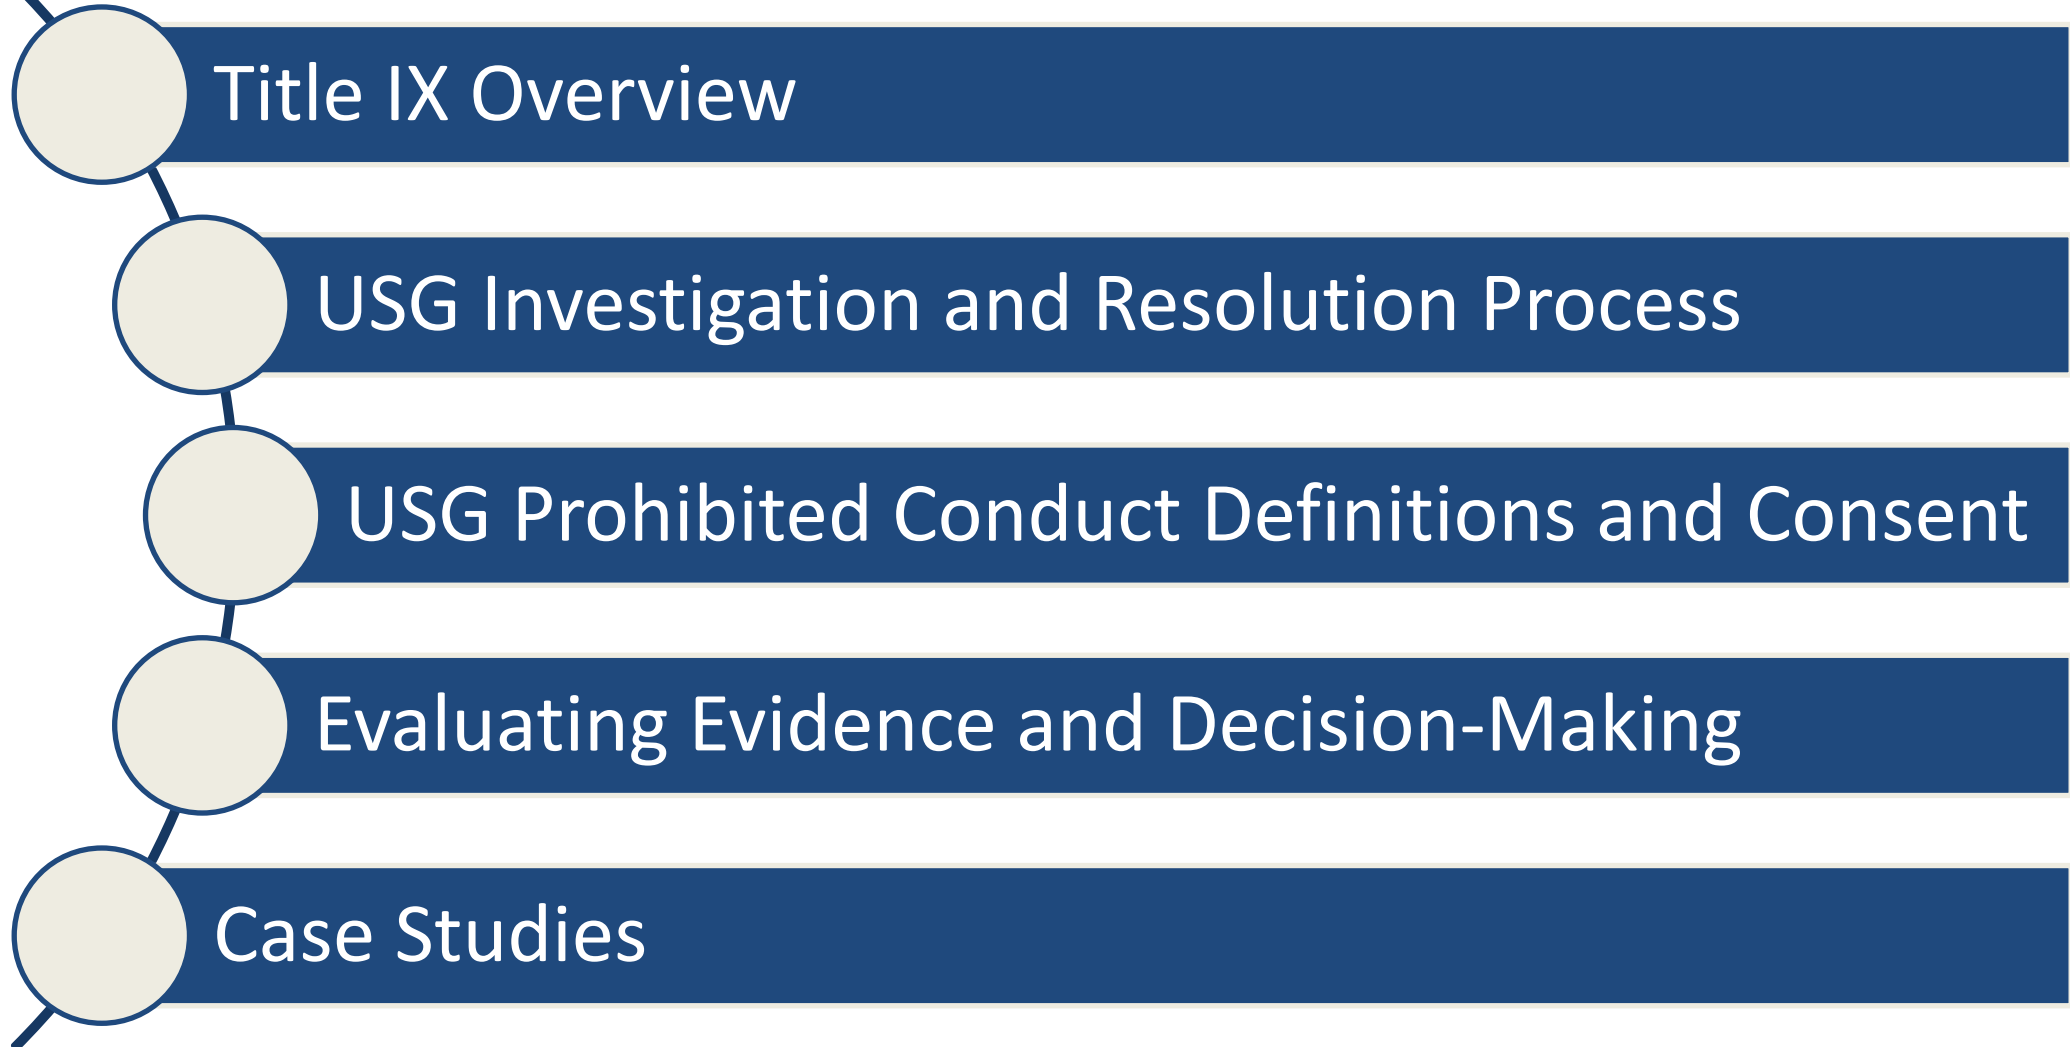 Title IX Overview
USG Investigation and Resolution Process
USG Prohibited Conduct Definitions and Consent
Evaluating Evidence and Decision-Making
Case Studies